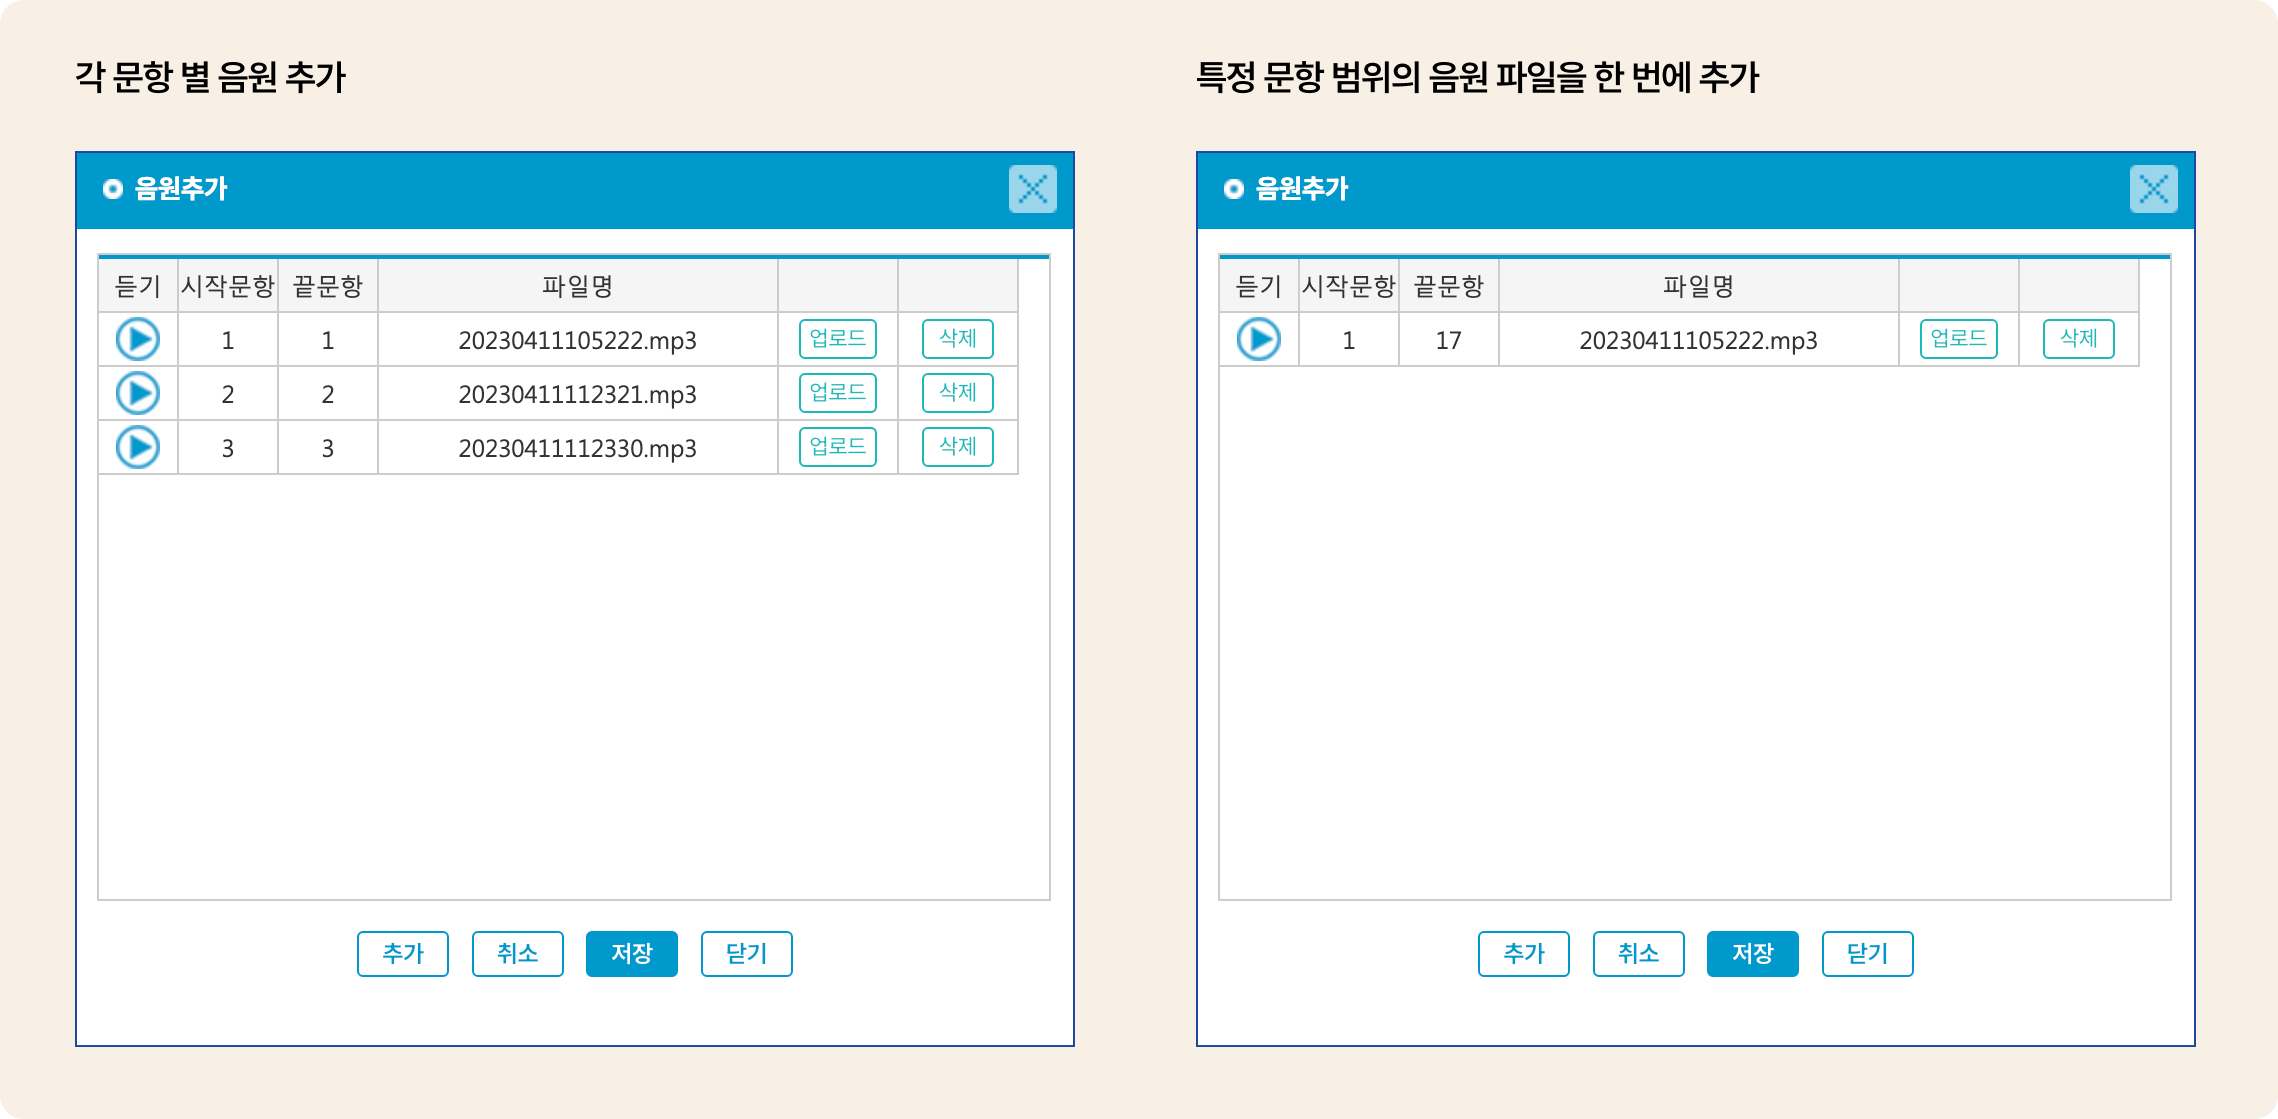 각 문항 별 음원 추가
음원추가
듣기 시작문항 끝문항 파일명
1 1 20230411105222.mp3 업로드 삭제
2 2 20230411112321.mp3 업로드 삭제
3 3 20230411112330.mp3 업로드 삭제
추가 취소 저장 닫기
특정 문항 범위의 음원 파일을 한 번에 추가
음원추가
듣기 시작문항 끝문항 파일명
1 17 20230411105222.mp3 업로드 삭제
추가 취소 저장 닫기